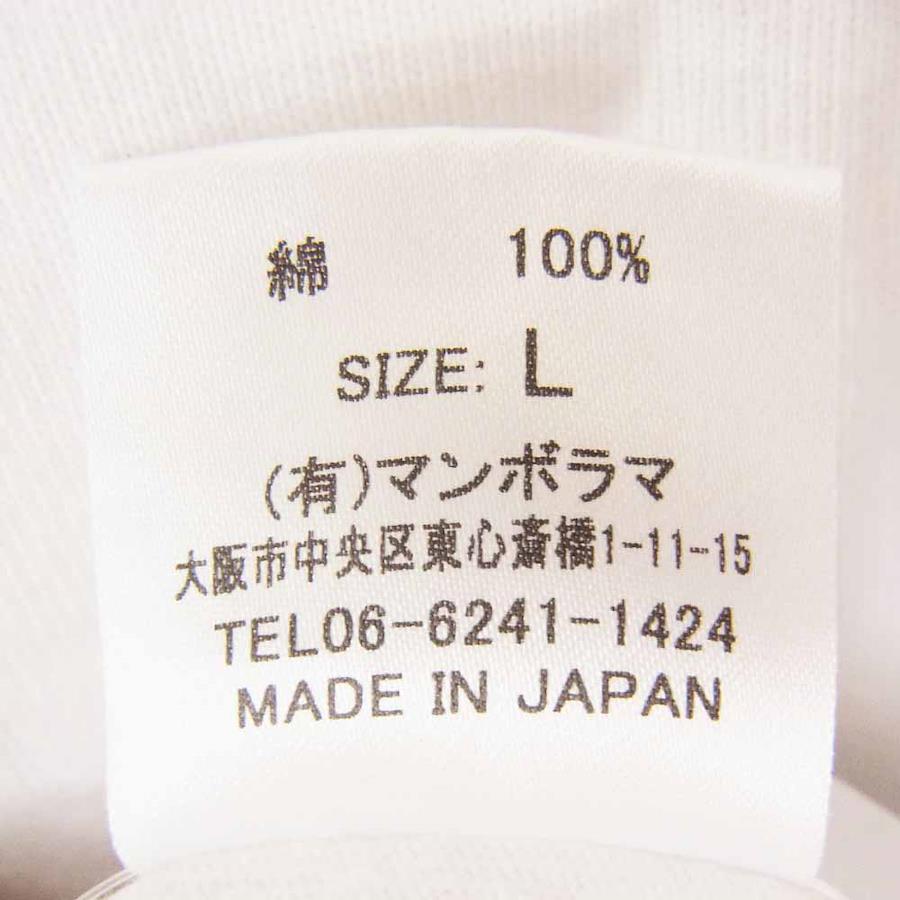 綿 100%
SIZE: L
(有)マンボラマ
大阪市中央区東心斎橋1-11-15
TEL06-6241-1424
MADE IN JAPAN